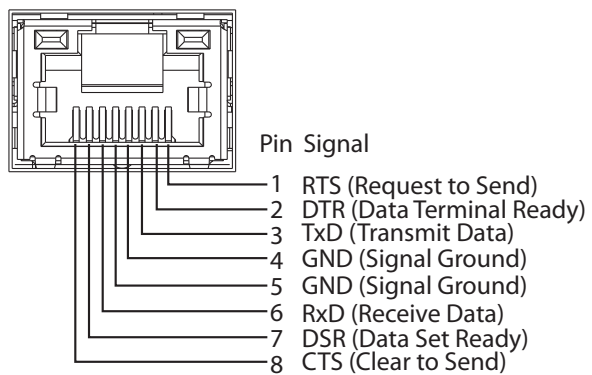 Pin Signal
1 RTS (Request to Send)
2 DTR (Data Terminal Ready)
3 TxD (Transmit Data)
4 GND (Signal Ground)
5 GND (Signal Ground)
6 RxD (Receive Data)
7 DSR (Data Set Ready)
8 CTS (Clear to Send)